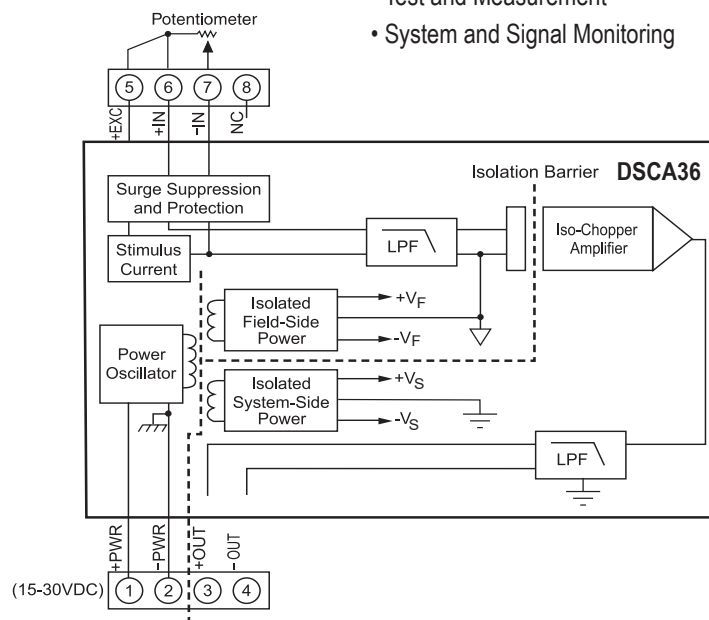 Test and Measurement
• System and Signal Monitoring
Potentiometer
5 6 7 8
+EXC
+IN
-IN
NC
Isolation Barrier DSCA36
Surge Suppression
and Protection
Stimulus
Current
LPF
Iso-Chopper
Amplifier
Isolated
Field-Side
Power
+VF
-VF
Power
Oscillator
Isolated
System-Side
Power
+VS
-VS
LPF
+PWR
-PWR
+OUT
- OUT
(15-30VDC) 1 2 3 4